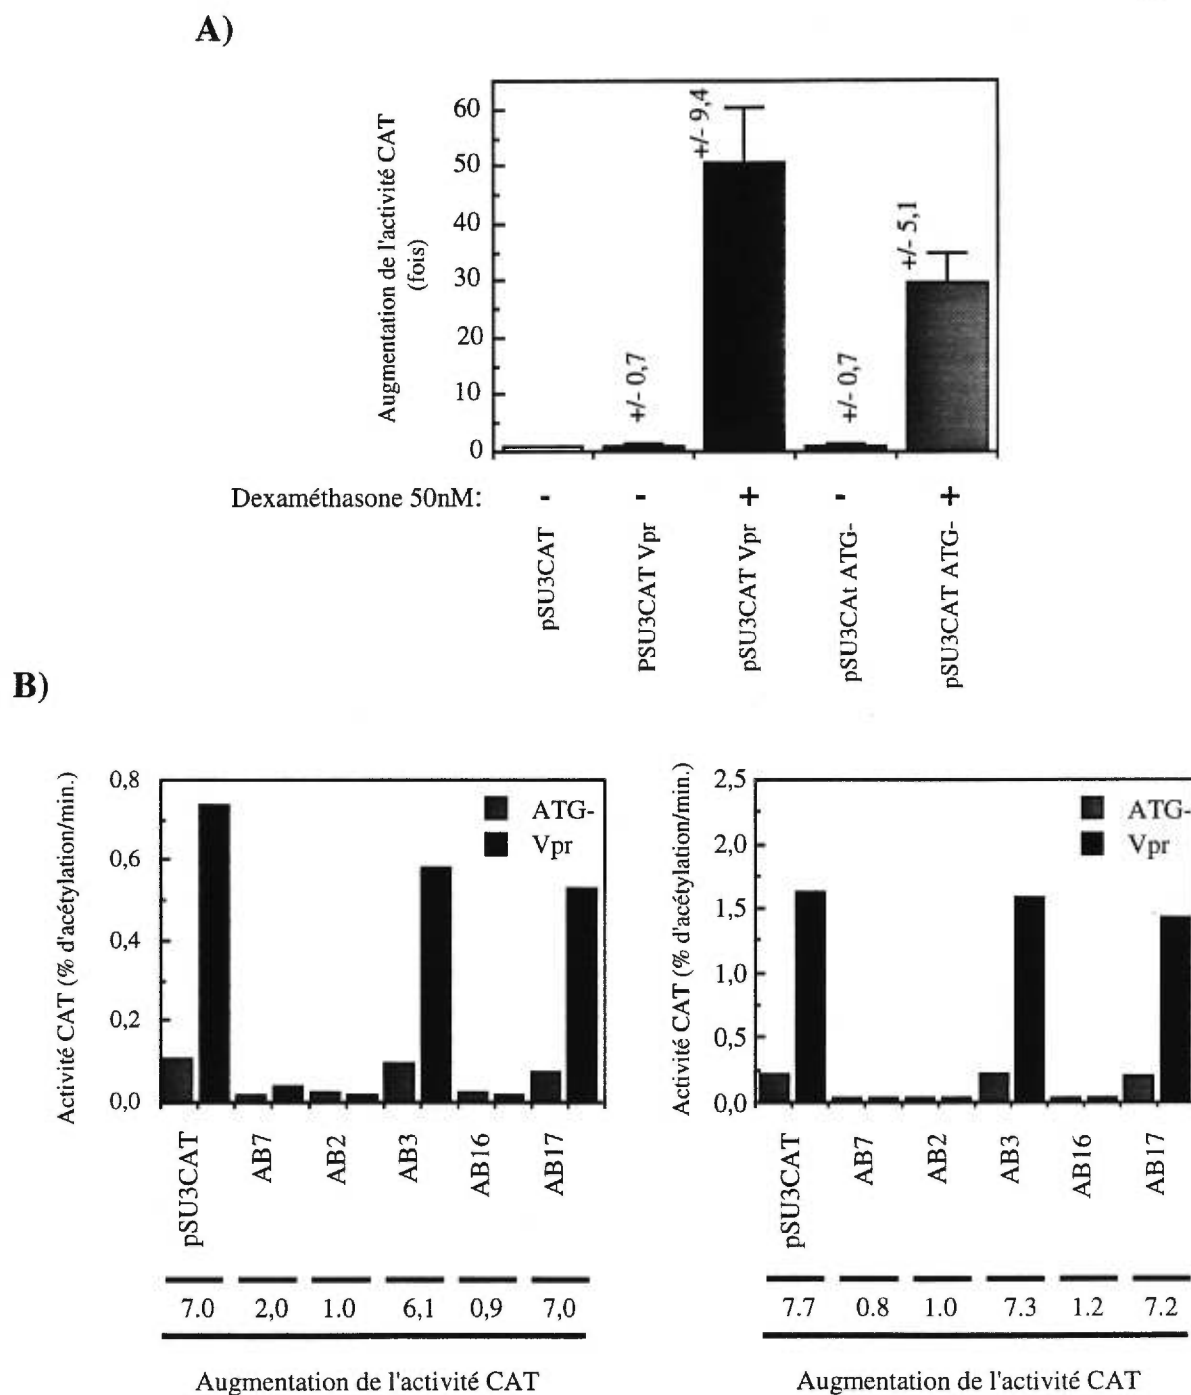 A)
Augmentation de l'activité CAT
(fois)
60
50
40
30
20
10
0
+/- 0,7
+/- 9,4
+/- 0,7
+/- 5,1
Dexaméthasone 50nM: - - + - +
pSU3CAT
PSU3CAT Vpr
pSU3CAT Vpr
pSU3CAt ATG-
pSU3CAT ATG-
B)
Activité CAT (% d'acétylation/min.)
0,8
0,6
0,4
0,2
0,0
ATG-
Vpr
pSU3CAT
AB7
AB2
AB3
AB16
AB17
7.0 2,0 1.0 6,1 0,9 7,0
Augmentation de l'activité CAT
Activité CAT (% d'acétylation/min.)
2,5
2,0
1,5
1,0
0,5
0,0
ATG-
Vpr
pSU3CAT
AB7
AB2
AB3
AB16
AB17
7.7 0.8 1.0 7.3 1.2 7.2
Augmentation de l'activité CAT